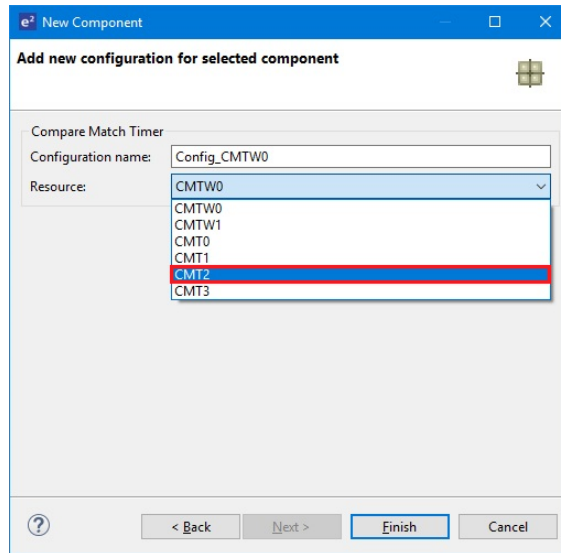 e² New Component
Add new configuration for selected component
Compare Match Timer
Configuration name: Config_CMTW0
Resource: CMTW0
CMTW0
CMTW1
CMT0
CMT1
CMT2
CMT3
? < Back Next > Finish Cancel